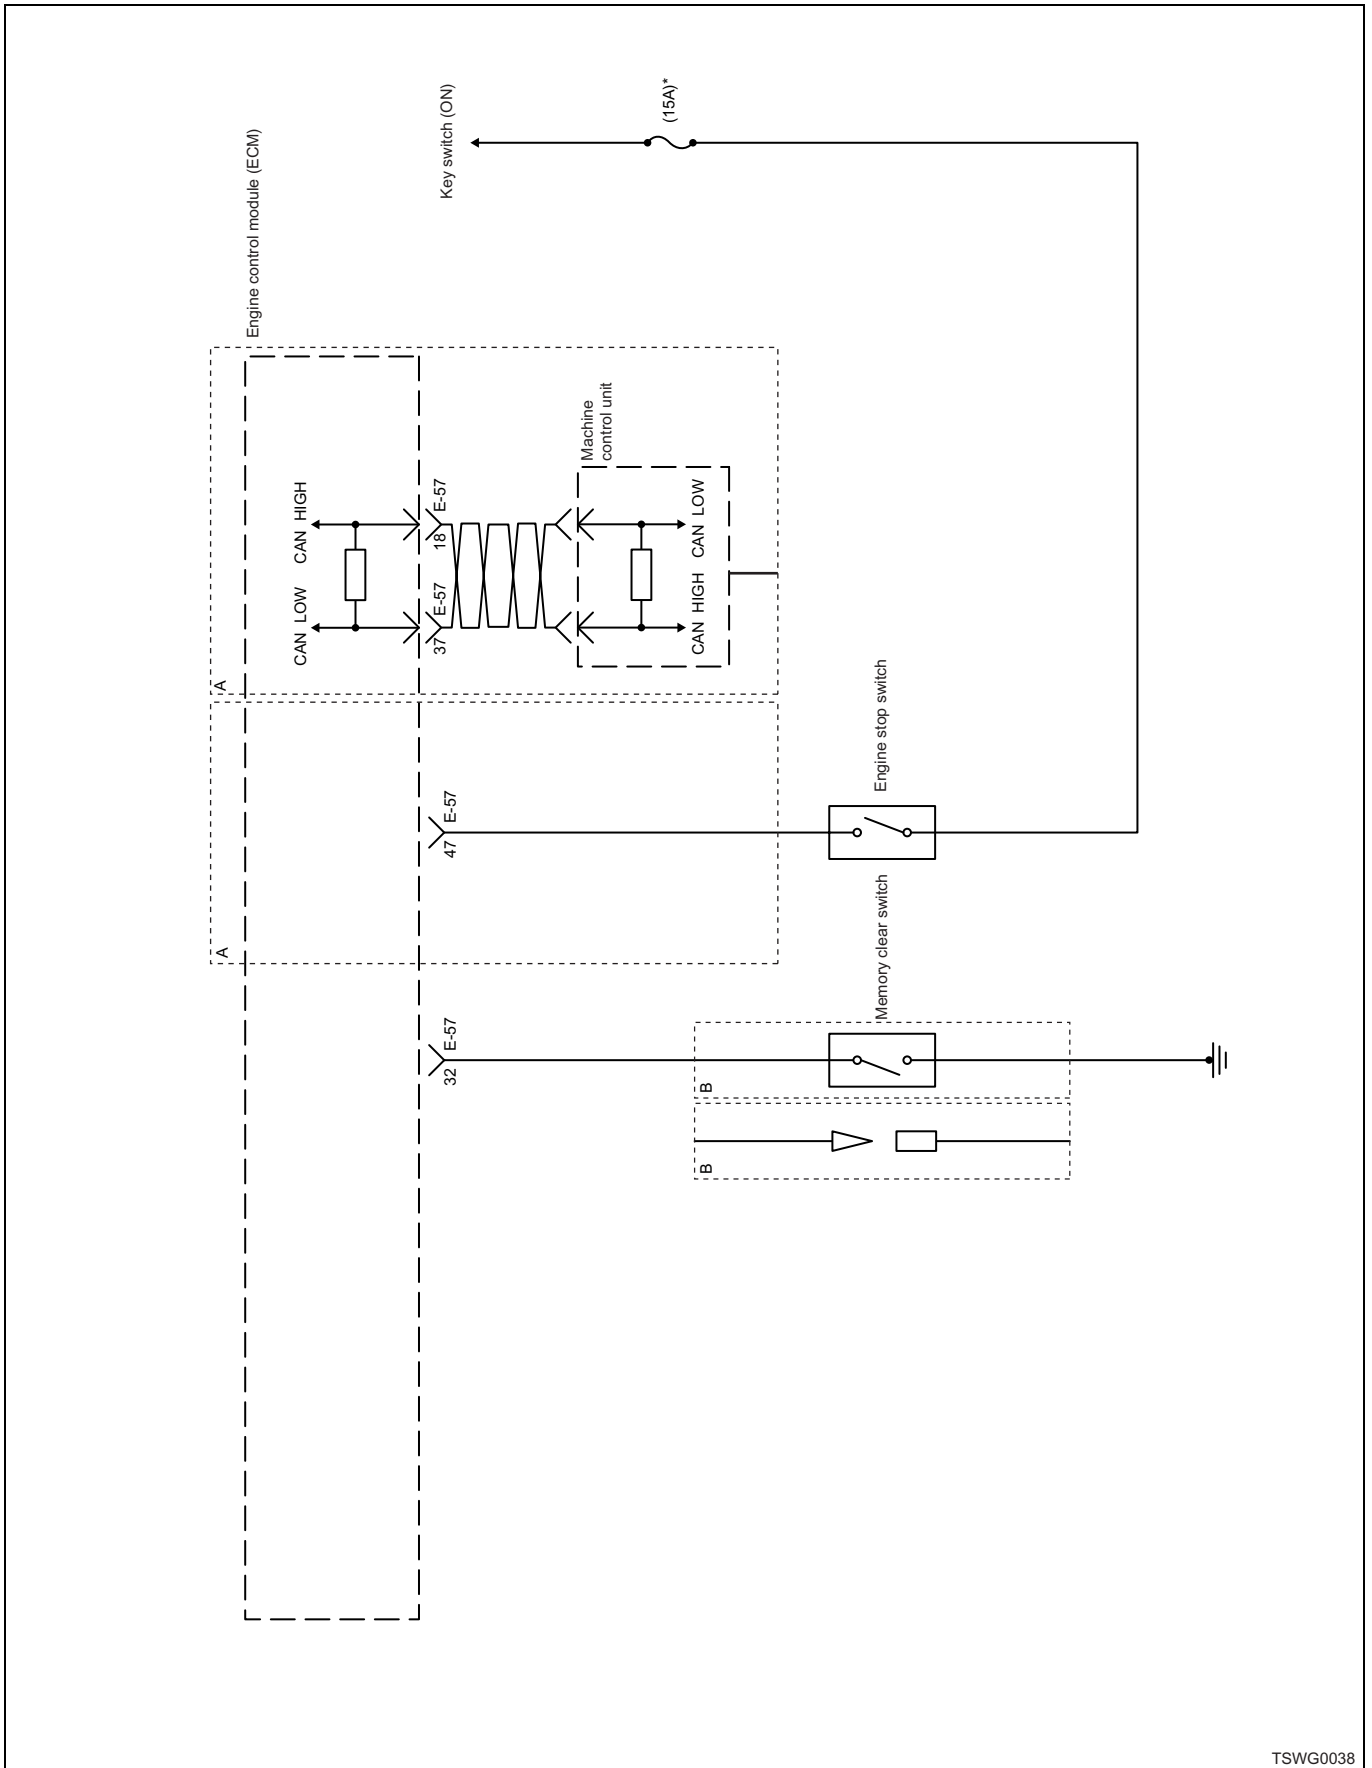 Key switch (ON)
(15A)*
Engine control module (ECM)
A
CAN LOW
CAN HIGH
37
E-57
18
E-57
Machine
control unit
CAN HIGH
CAN LOW
A
47
E-57
Engine stop switch
32
E-57
Memory clear switch
B
B
TSWG0038